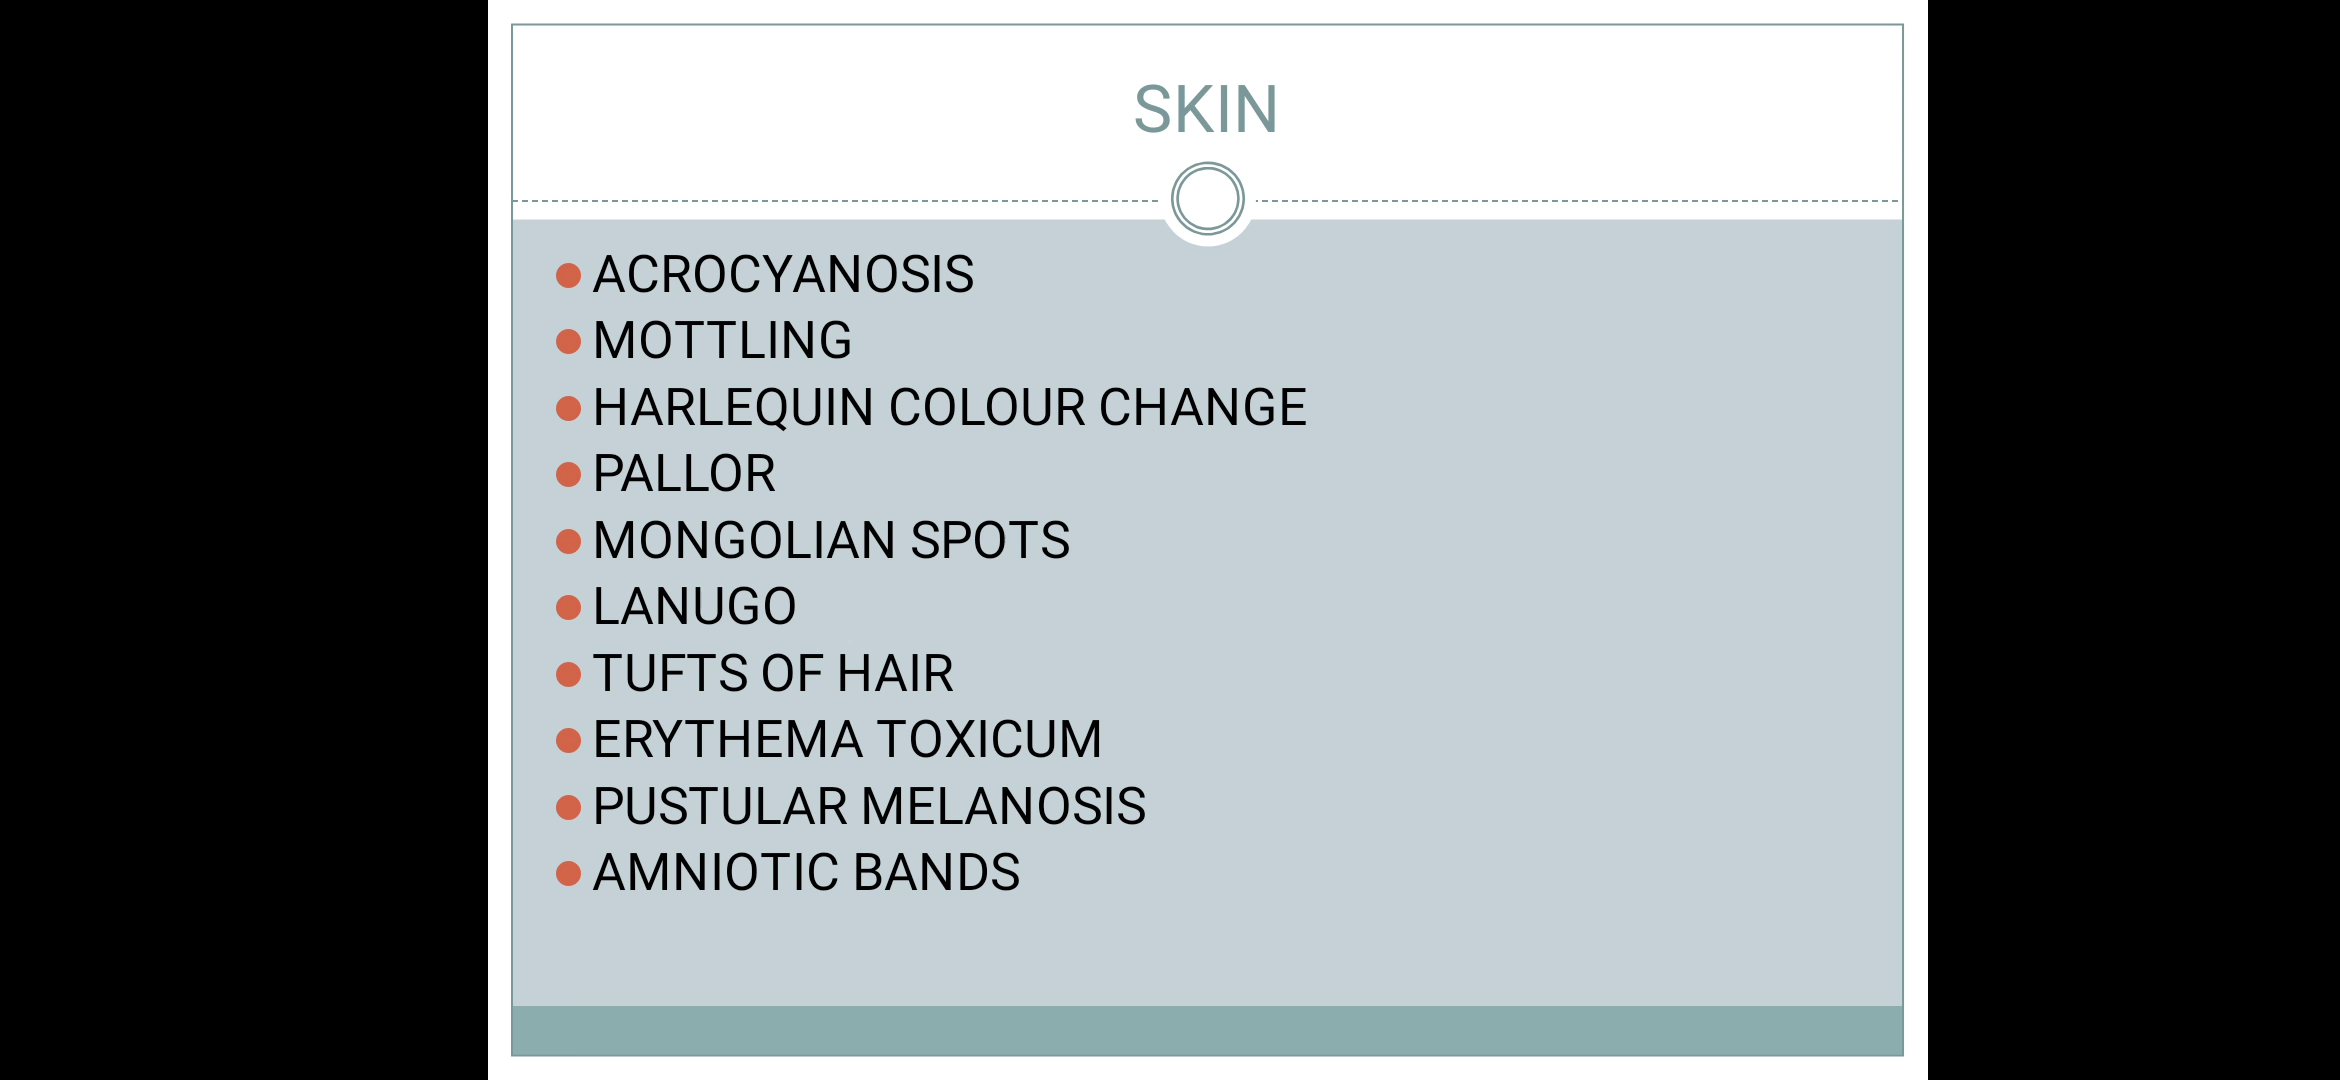 SKIN
ACROCYANOSIS
MOTTLING
HARLEQUIN COLOUR CHANGE
PALLOR
MONGOLIAN SPOTS
LANUGO
TUFTS OF HAIR
ERYTHEMA TOXICUM
PUSTULAR MELANOSIS
AMNIOTIC BANDS